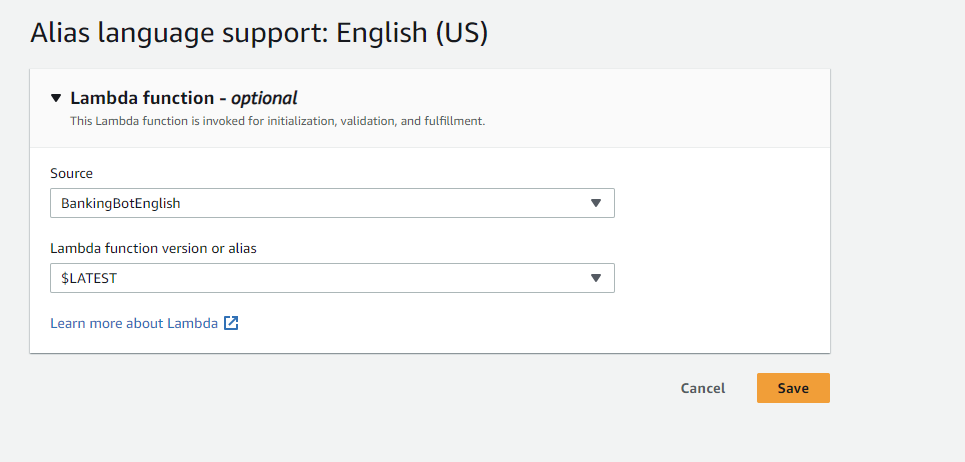 Alias language support: English (US)
Lambda function - optional
This Lambda function is invoked for initialization, validation, and fulfillment.
Source
BankingBotEnglish
Lambda function version or alias
$LATEST
Learn more about Lambda
Cancel
Save